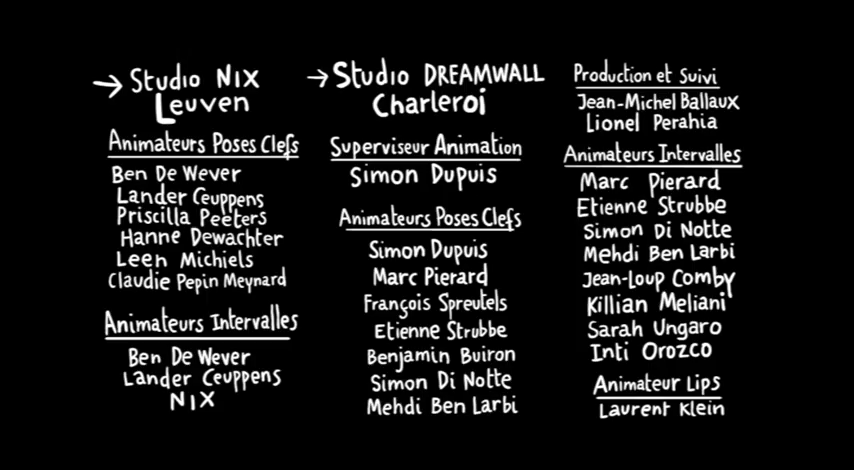 → Studio NIX
Leuven
Animateurs Poses Clefs
Ben De Wever
Lander Ceuppens
Priscilla Peeters
Hanne Dewachter
Leen Michiels
Claudie Pepin Meynard
Animateurs Intervalles
Ben De Wever
Lander Ceuppens
NIX
→ Studio DREAMWALL
Charleroi
Superviseur Animation
Simon Dupuis
Animateurs Poses Clefs
Simon Dupuis
Marc Pierard
François Spreutels
Etienne Strubbe
Benjamin Buiron
Simon Di Notte
Mehdi Ben Larbi
Production et Suivi
Jean-Michel Ballaux
Lionel Perahia
Animateurs Intervalles
Marc Pierard
Etienne Strubbe
Simon Di Notte
Mehdi Ben Larbi
Jean-Loup Comby
Killian Meliani
Sarah Ungaro
Inti Orozco
Animateur Lips
Laurent Klein